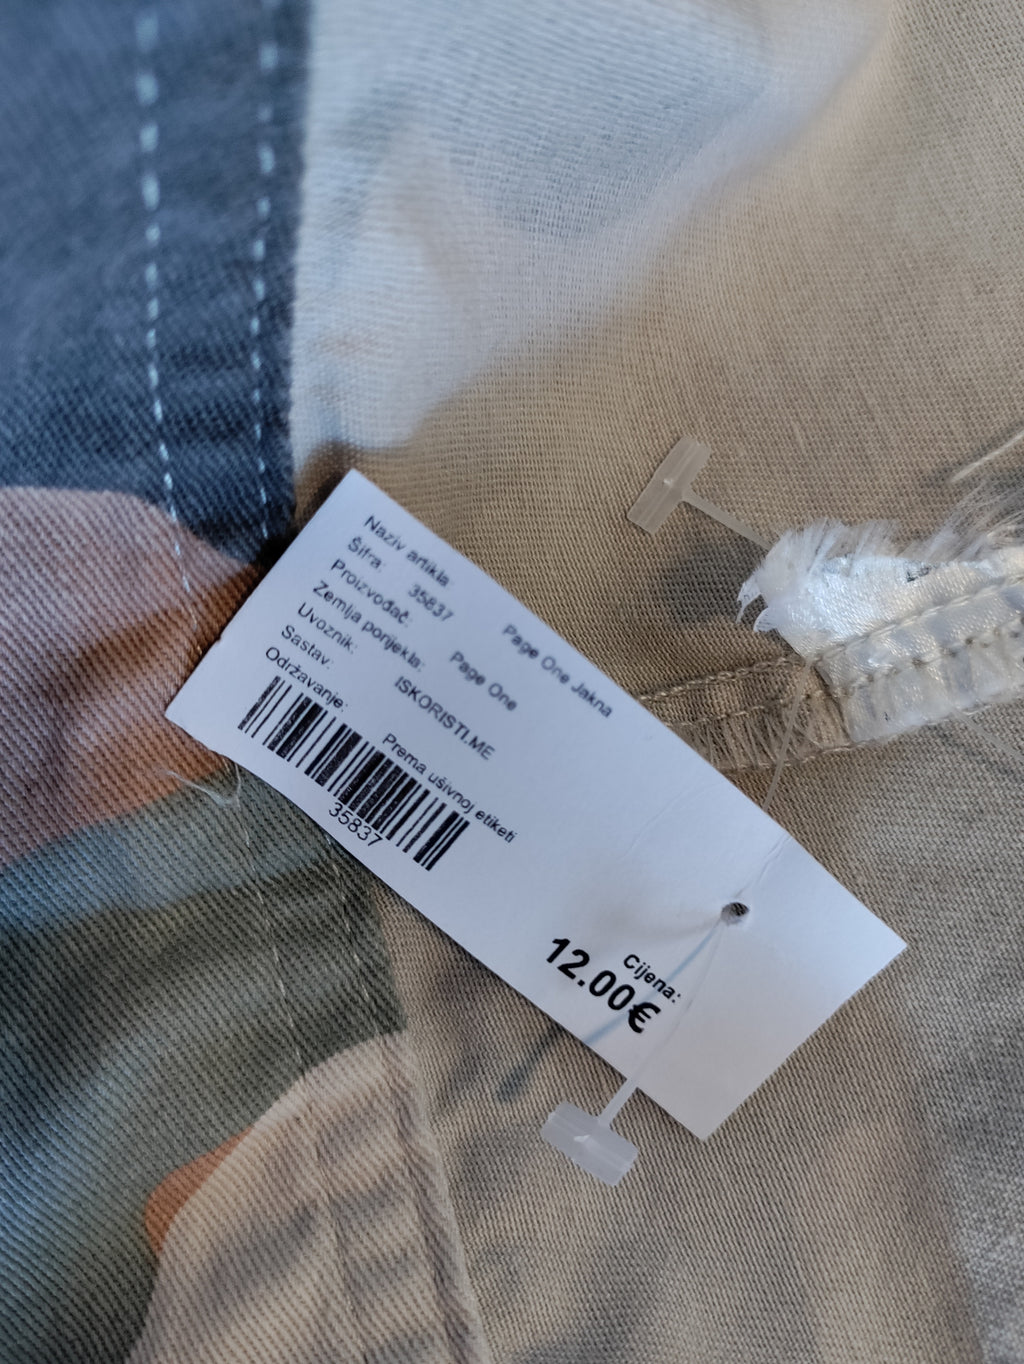 Naziv artikla Page One Jakna
Šifra: 35837
Proizvođač: Page One
Zemlja porijekla:
Uvoznik: ISKORISTI.ME
Sastav:
Održavanje: Prema ušivnoj etiketi
35837
Cijena:
12.00€